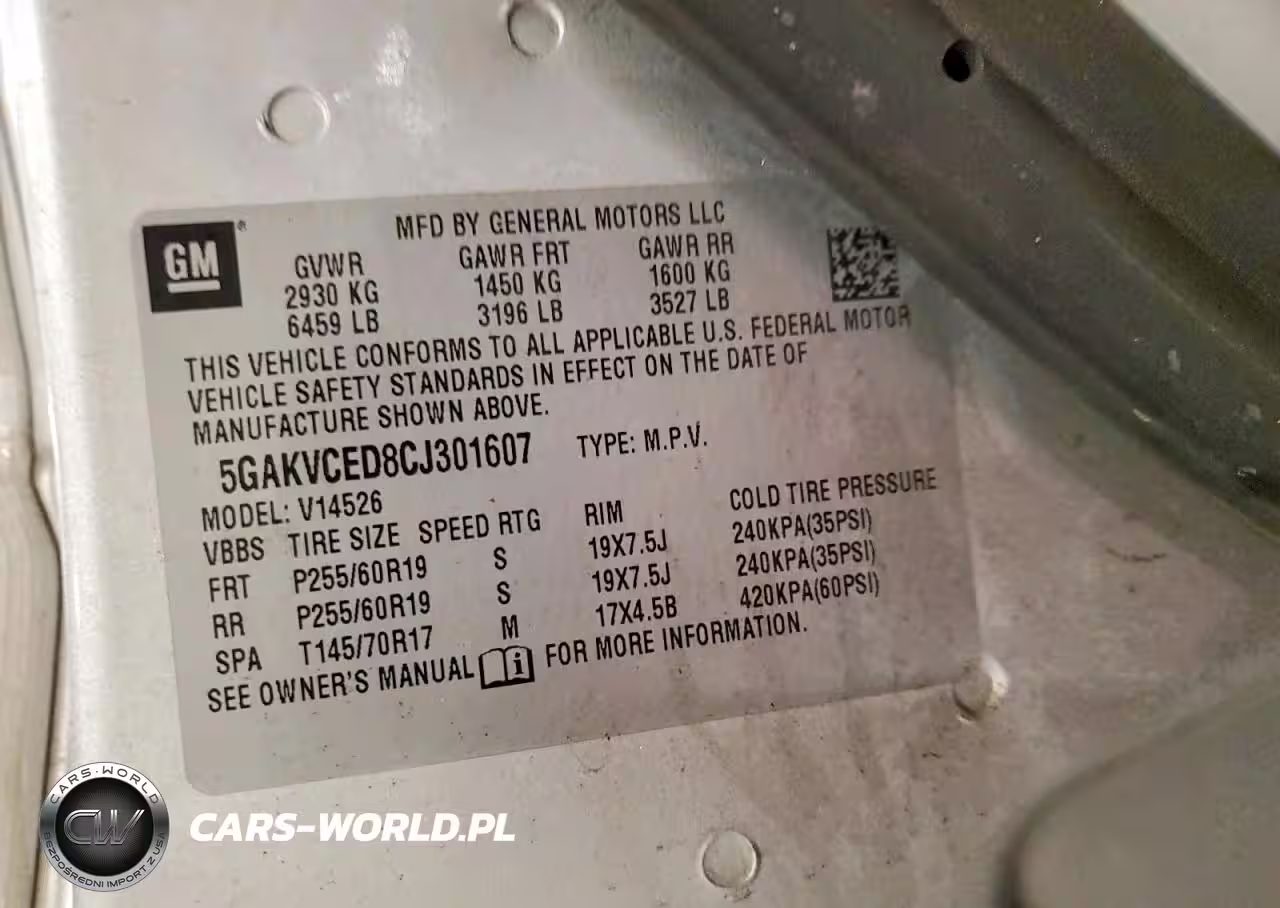 GM
MFD BY GENERAL MOTORS LLC
GVWR GAWR FRT GAWR RR
2930 KG 1450 KG 1600 KG
6459 LB 3196 LB 3527 LB
THIS VEHICLE CONFORMS TO ALL APPLICABLE U.S. FEDERAL MOTOR
VEHICLE SAFETY STANDARDS IN EFFECT ON THE DATE OF
MANUFACTURE SHOWN ABOVE.
5GAKVCED8CJ301607 TYPE: M.P.V.
MODEL: V14526
VBBS TIRE SIZE SPEED RTG RIM COLD TIRE PRESSURE
FRT P255/60R19 S 19X7.5J 240KPA(35PSI)
RR P255/60R19 S 19X7.5J 240KPA(35PSI)
SPA T145/70R17 M 17X4.5B 420KPA(60PSI)
SEE OWNER'S MANUAL i FOR MORE INFORMATION.
CARS-WORLD
CW
BEZPOŚREDNI IMPORT Z USA
CARS-WORLD.PL